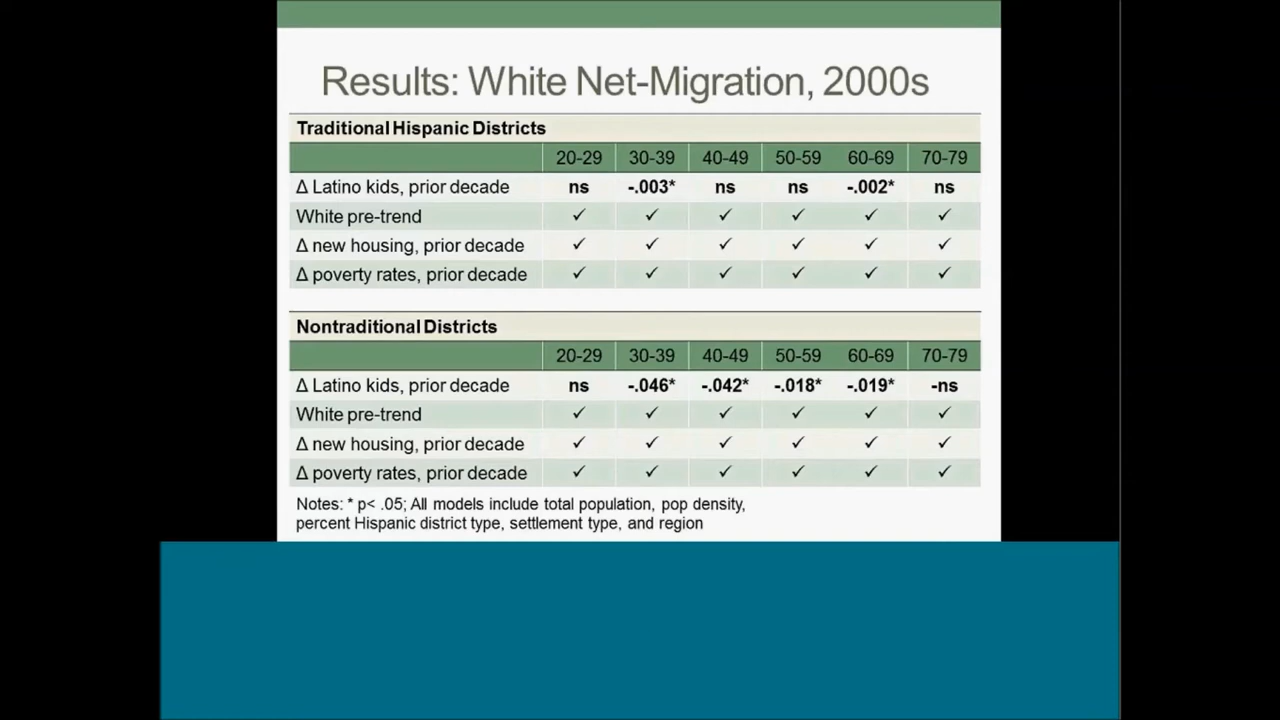 Results: White Net-Migration, 2000s
Traditional Hispanic Districts
20-29 30-39 40-49 50-59 60-69 70-79
Δ Latino kids, prior decade ns -.003* ns ns -.002* ns
White pre-trend ✓ ✓ ✓ ✓ ✓ ✓
Δ new housing, prior decade ✓ ✓ ✓ ✓ ✓ ✓
Δ poverty rates, prior decade ✓ ✓ ✓ ✓ ✓ ✓
Nontraditional Districts
20-29 30-39 40-49 50-59 60-69 70-79
Δ Latino kids, prior decade ns -.046* -.042* -.018* -.019* -ns
White pre-trend ✓ ✓ ✓ ✓ ✓ ✓
Δ new housing, prior decade ✓ ✓ ✓ ✓ ✓ ✓
Δ poverty rates, prior decade ✓ ✓ ✓ ✓ ✓ ✓
Notes: * p< .05; All models include total population, pop density,
percent Hispanic district type, settlement type, and region